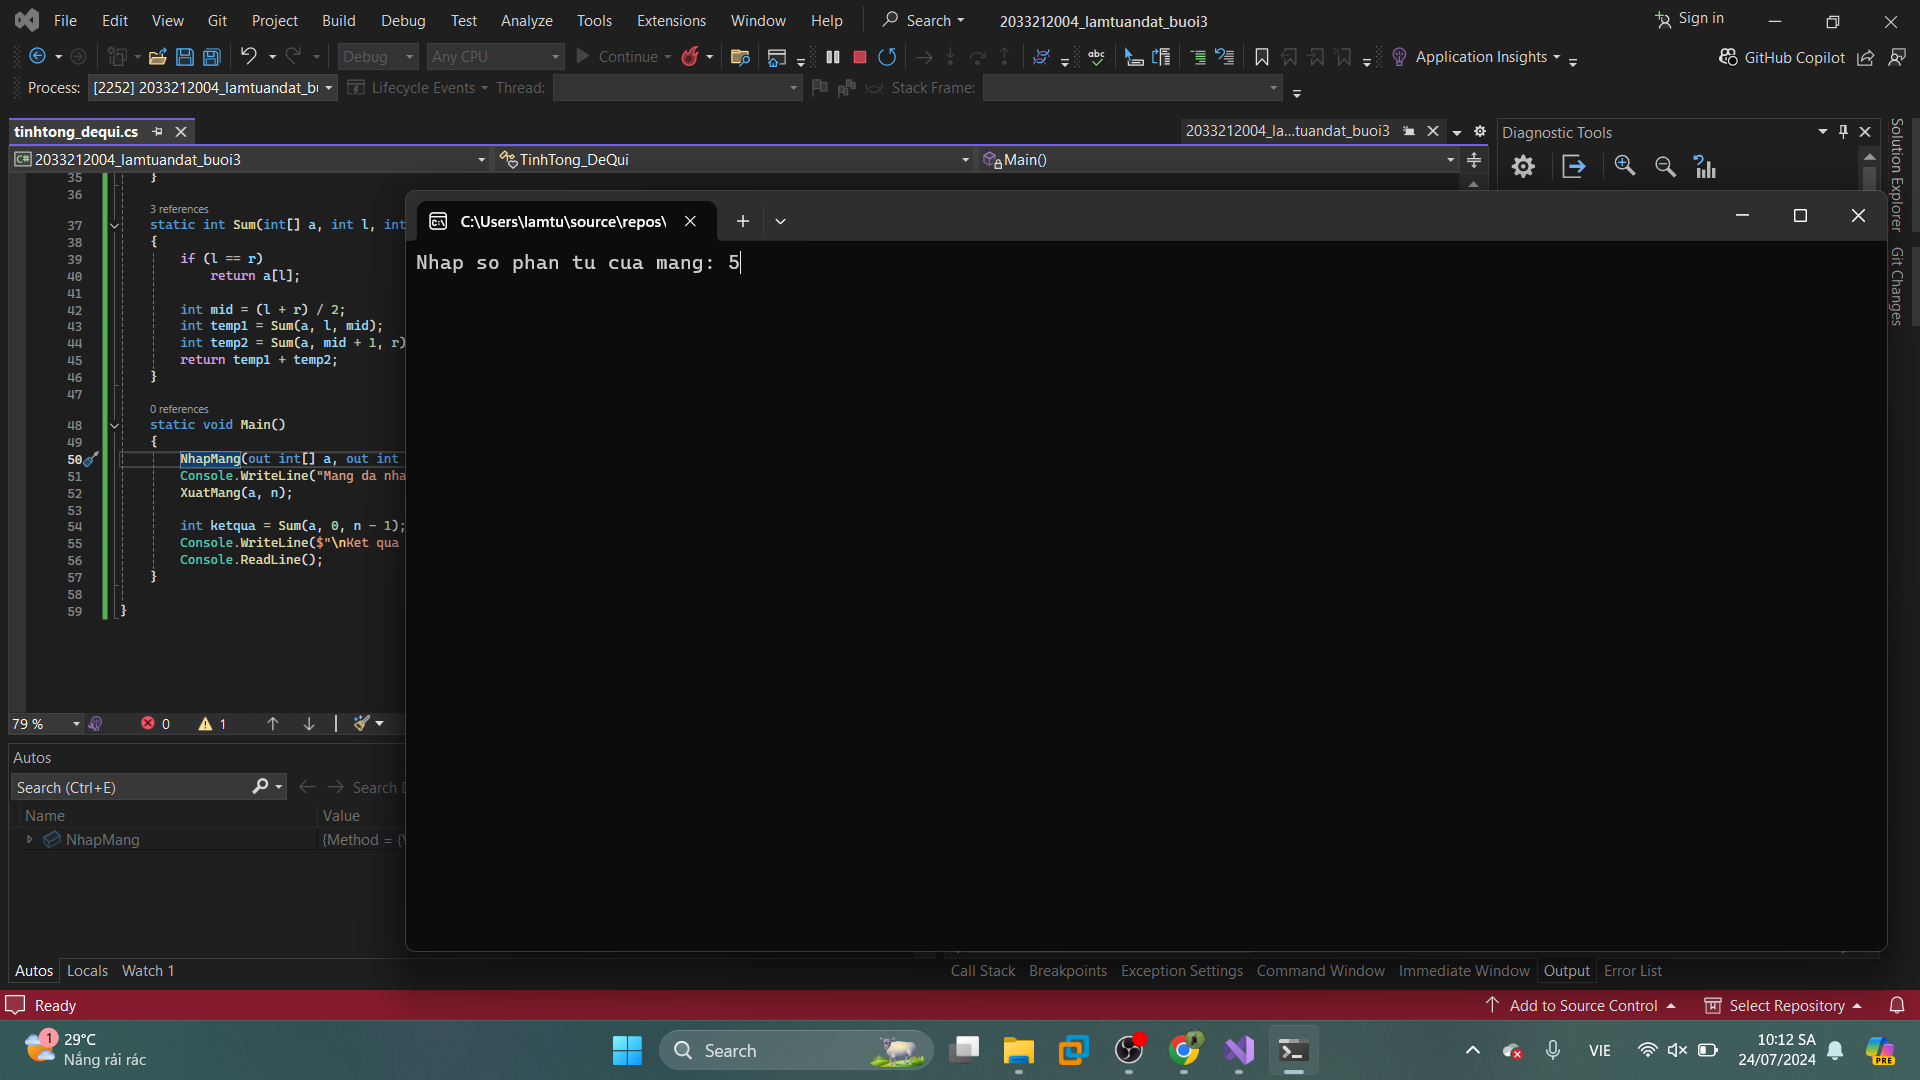 File Edit View Git Project Build Debug Test Analyze Tools Extensions Window Help Search 2033212004_lamtuandat_buoi3 Sign in
Debug Any CPU Continue Application Insights GitHub Copilot
Process: [2252] 2033212004_lamtuandat_bu Lifecycle Events Thread: Stack Frame:
tinhtong_dequi.cs 2033212004_la...tuandat_buoi3 Diagnostic Tools
2033212004_lamtuandat_buoi3 TinhTong_DeQui Main()
35 }
36
3 references
37 static int Sum(int[] a, int l, int
38 {
39 if (l == r)
40 return a[l];
41
42 int mid = (l + r) / 2;
43 int temp1 = Sum(a, l, mid);
44 int temp2 = Sum(a, mid + 1, r)
45 return temp1 + temp2;
46 }
47
0 references
48 static void Main()
49 {
50 NhapMang(out int[] a, out int
51 Console.WriteLine("Mang da nha
52 XuatMang(a, n);
53
54 int ketqua = Sum(a, 0, n - 1);
55 Console.WriteLine($"\nKet qua
56 Console.ReadLine();
57 }
58
59 }
C:\Users\lamtu\source\repos\
Nhap so phan tu cua mang: 5
Solution Explorer
Git Changes
79 % 0 1
Autos
Search (Ctrl+E) Search
Name Value
NhapMang {Method = {
Autos Locals Watch 1
Call Stack Breakpoints Exception Settings Command Window Immediate Window Output Error List
Ready Add to Source Control Select Repository
1 29°C
Nắng rải rác
Search
VIE
10:12 SA
24/07/2024
PRE